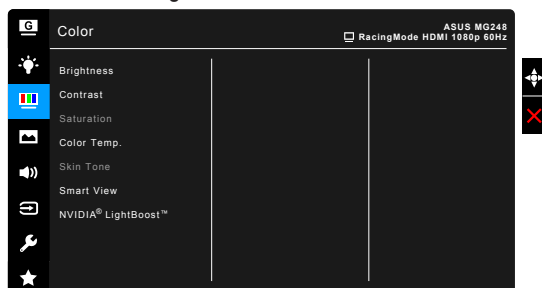 G
Color
ASUS MG248
RacingMode HDMI 1080p 60Hz
Brightness
Contrast
Saturation
Color Temp.
Skin Tone
Smart View
NVIDIA® LightBoost™